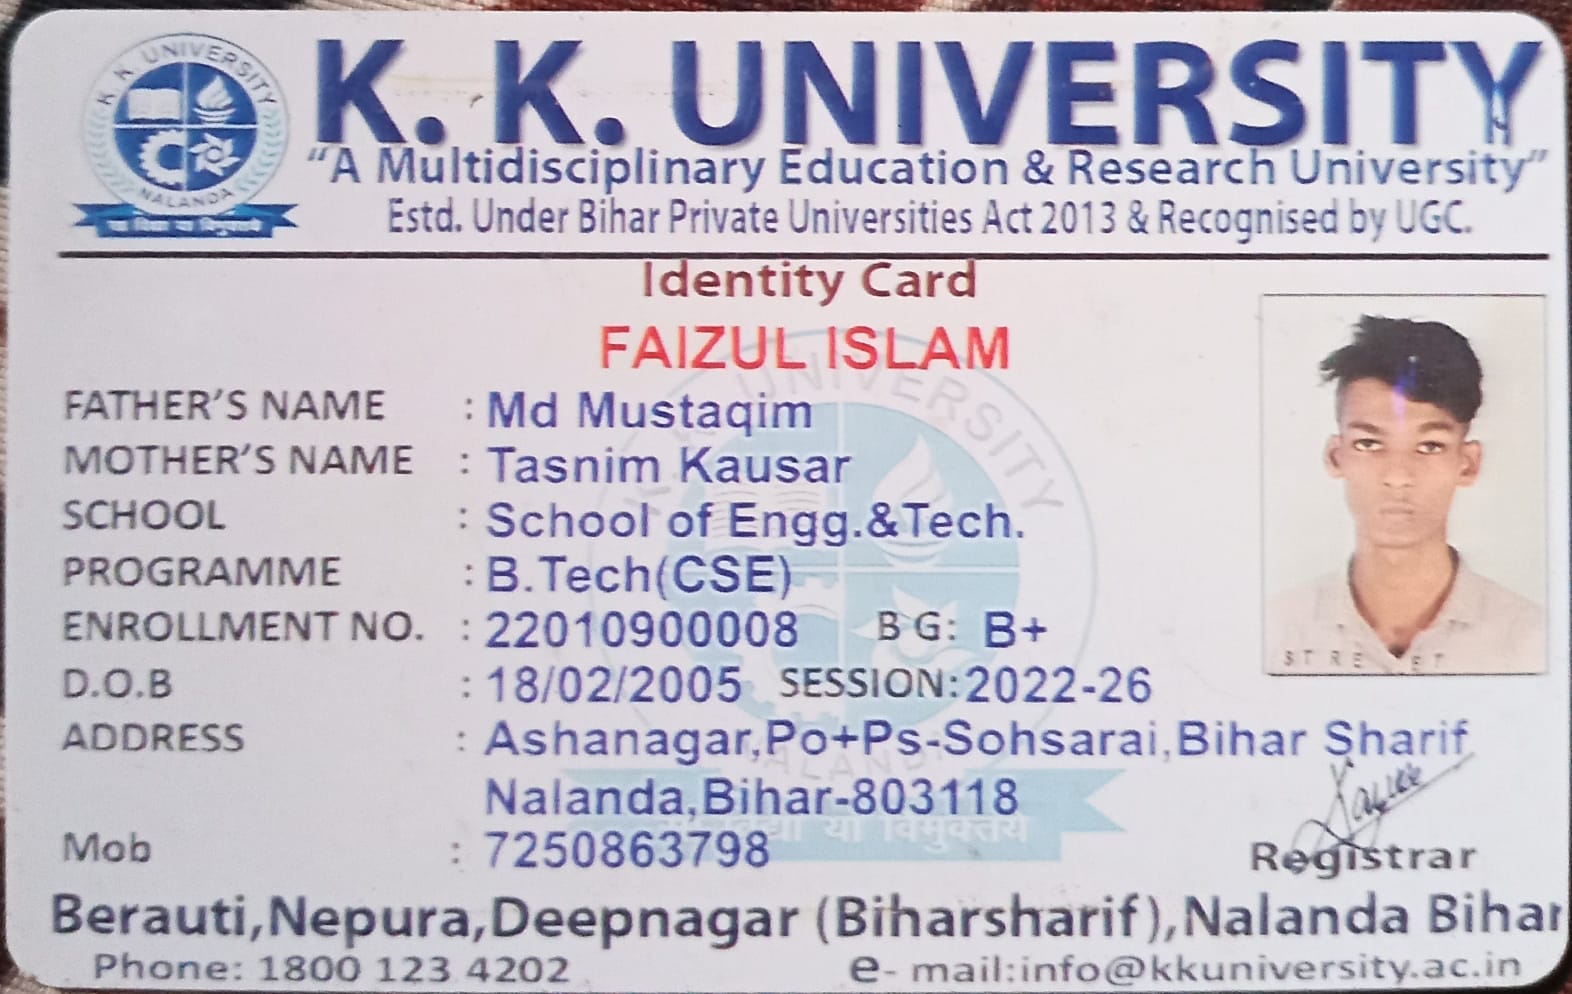 K. K. UNIVERSITY
NALANDA
K. K. UNIVERSITY
"A Multidisciplinary Education & Research University"
Estd. Under Bihar Private Universities Act 2013 & Recognised by UGC.
Identity Card
FAIZUL ISLAM
FATHER'S NAME : Md Mustaqim
MOTHER'S NAME : Tasnim Kausar
SCHOOL : School of Engg.&Tech.
PROGRAMME : B.Tech(CSE)
ENROLLMENT NO. : 22010900008 BG: B+
D.O.B : 18/02/2005 SESSION:2022-26
ADDRESS : Ashanagar,Po+Ps-Sohsarai,Bihar Sharif
Nalanda,Bihar-803118
या विमुक्तये
Mob : 7250863798
Registrar
Berauti,Nepura,Deepnagar (Biharsharif),Nalanda Bihar
Phone: 1800 123 4202 e- mail:info@kkuniversity.ac.in